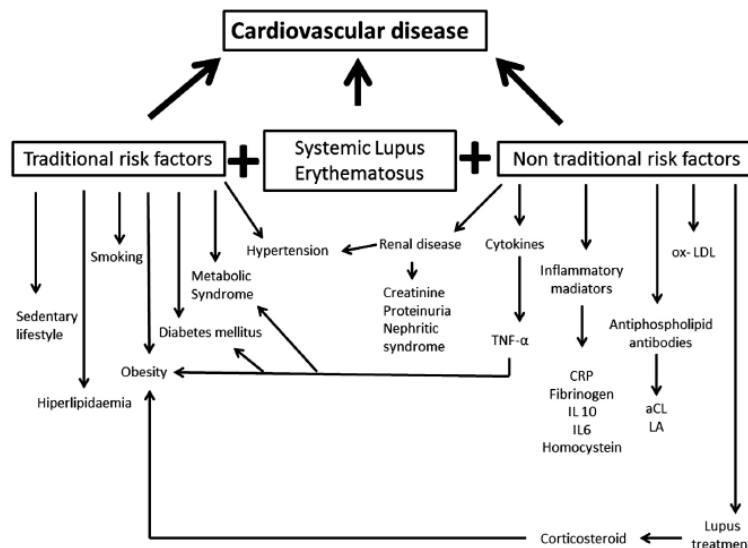 Cardiovascular disease
Traditional risk factors
+
Systemic Lupus
Erythematosus
+
Non traditional risk factors
Smoking
Hypertension
Renal disease
Cytokines
ox- LDL
Metabolic
Syndrome
Inflammatory
madiators
Sedentary
lifestyle
Diabetes mellitus
Creatinine
Proteinuria
Nephritic
syndrome
TNF-α
Antiphospholipid
antibodies
Obesity
Hiperlipidaemia
CRP
Fibrinogen
IL 10
IL6
Homocystein
aCL
LA
Corticosteroid
Lupus
treatment